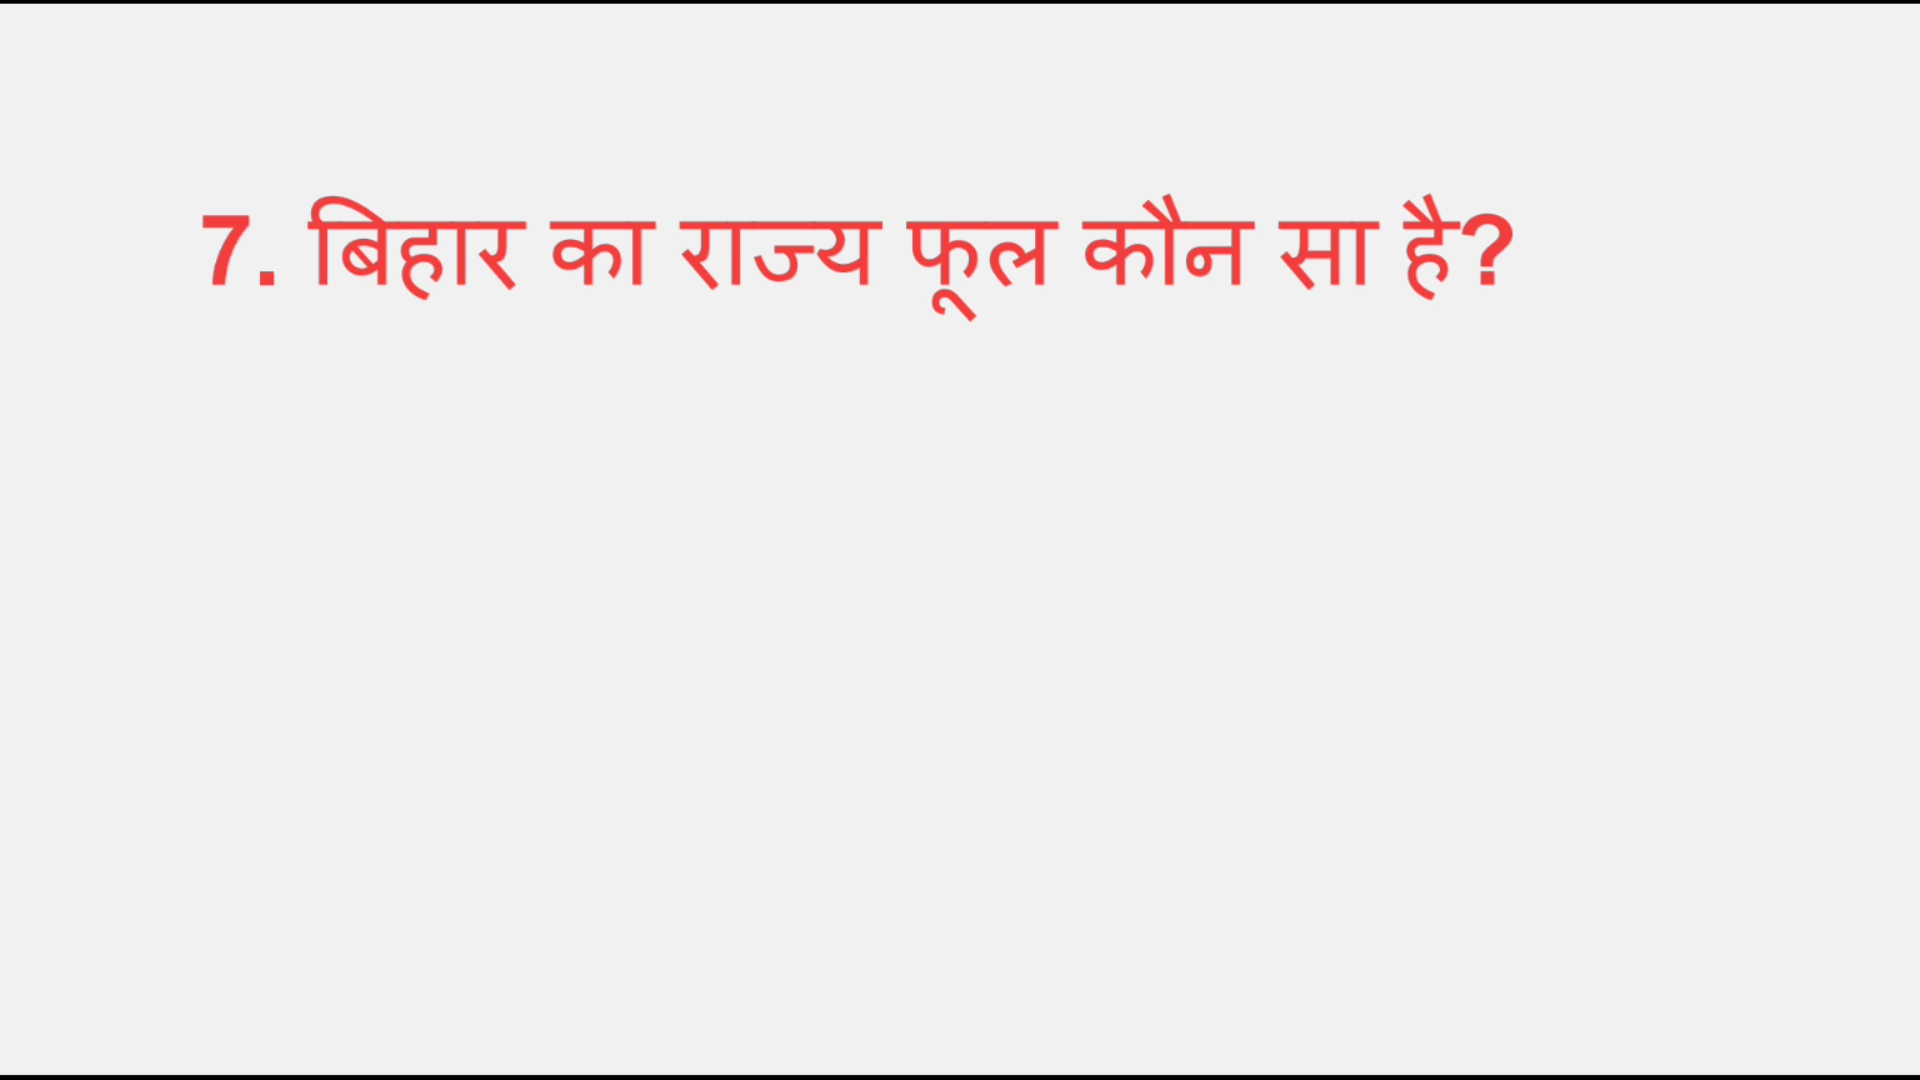 7. बिहार का राज्य फूल कौन सा है?